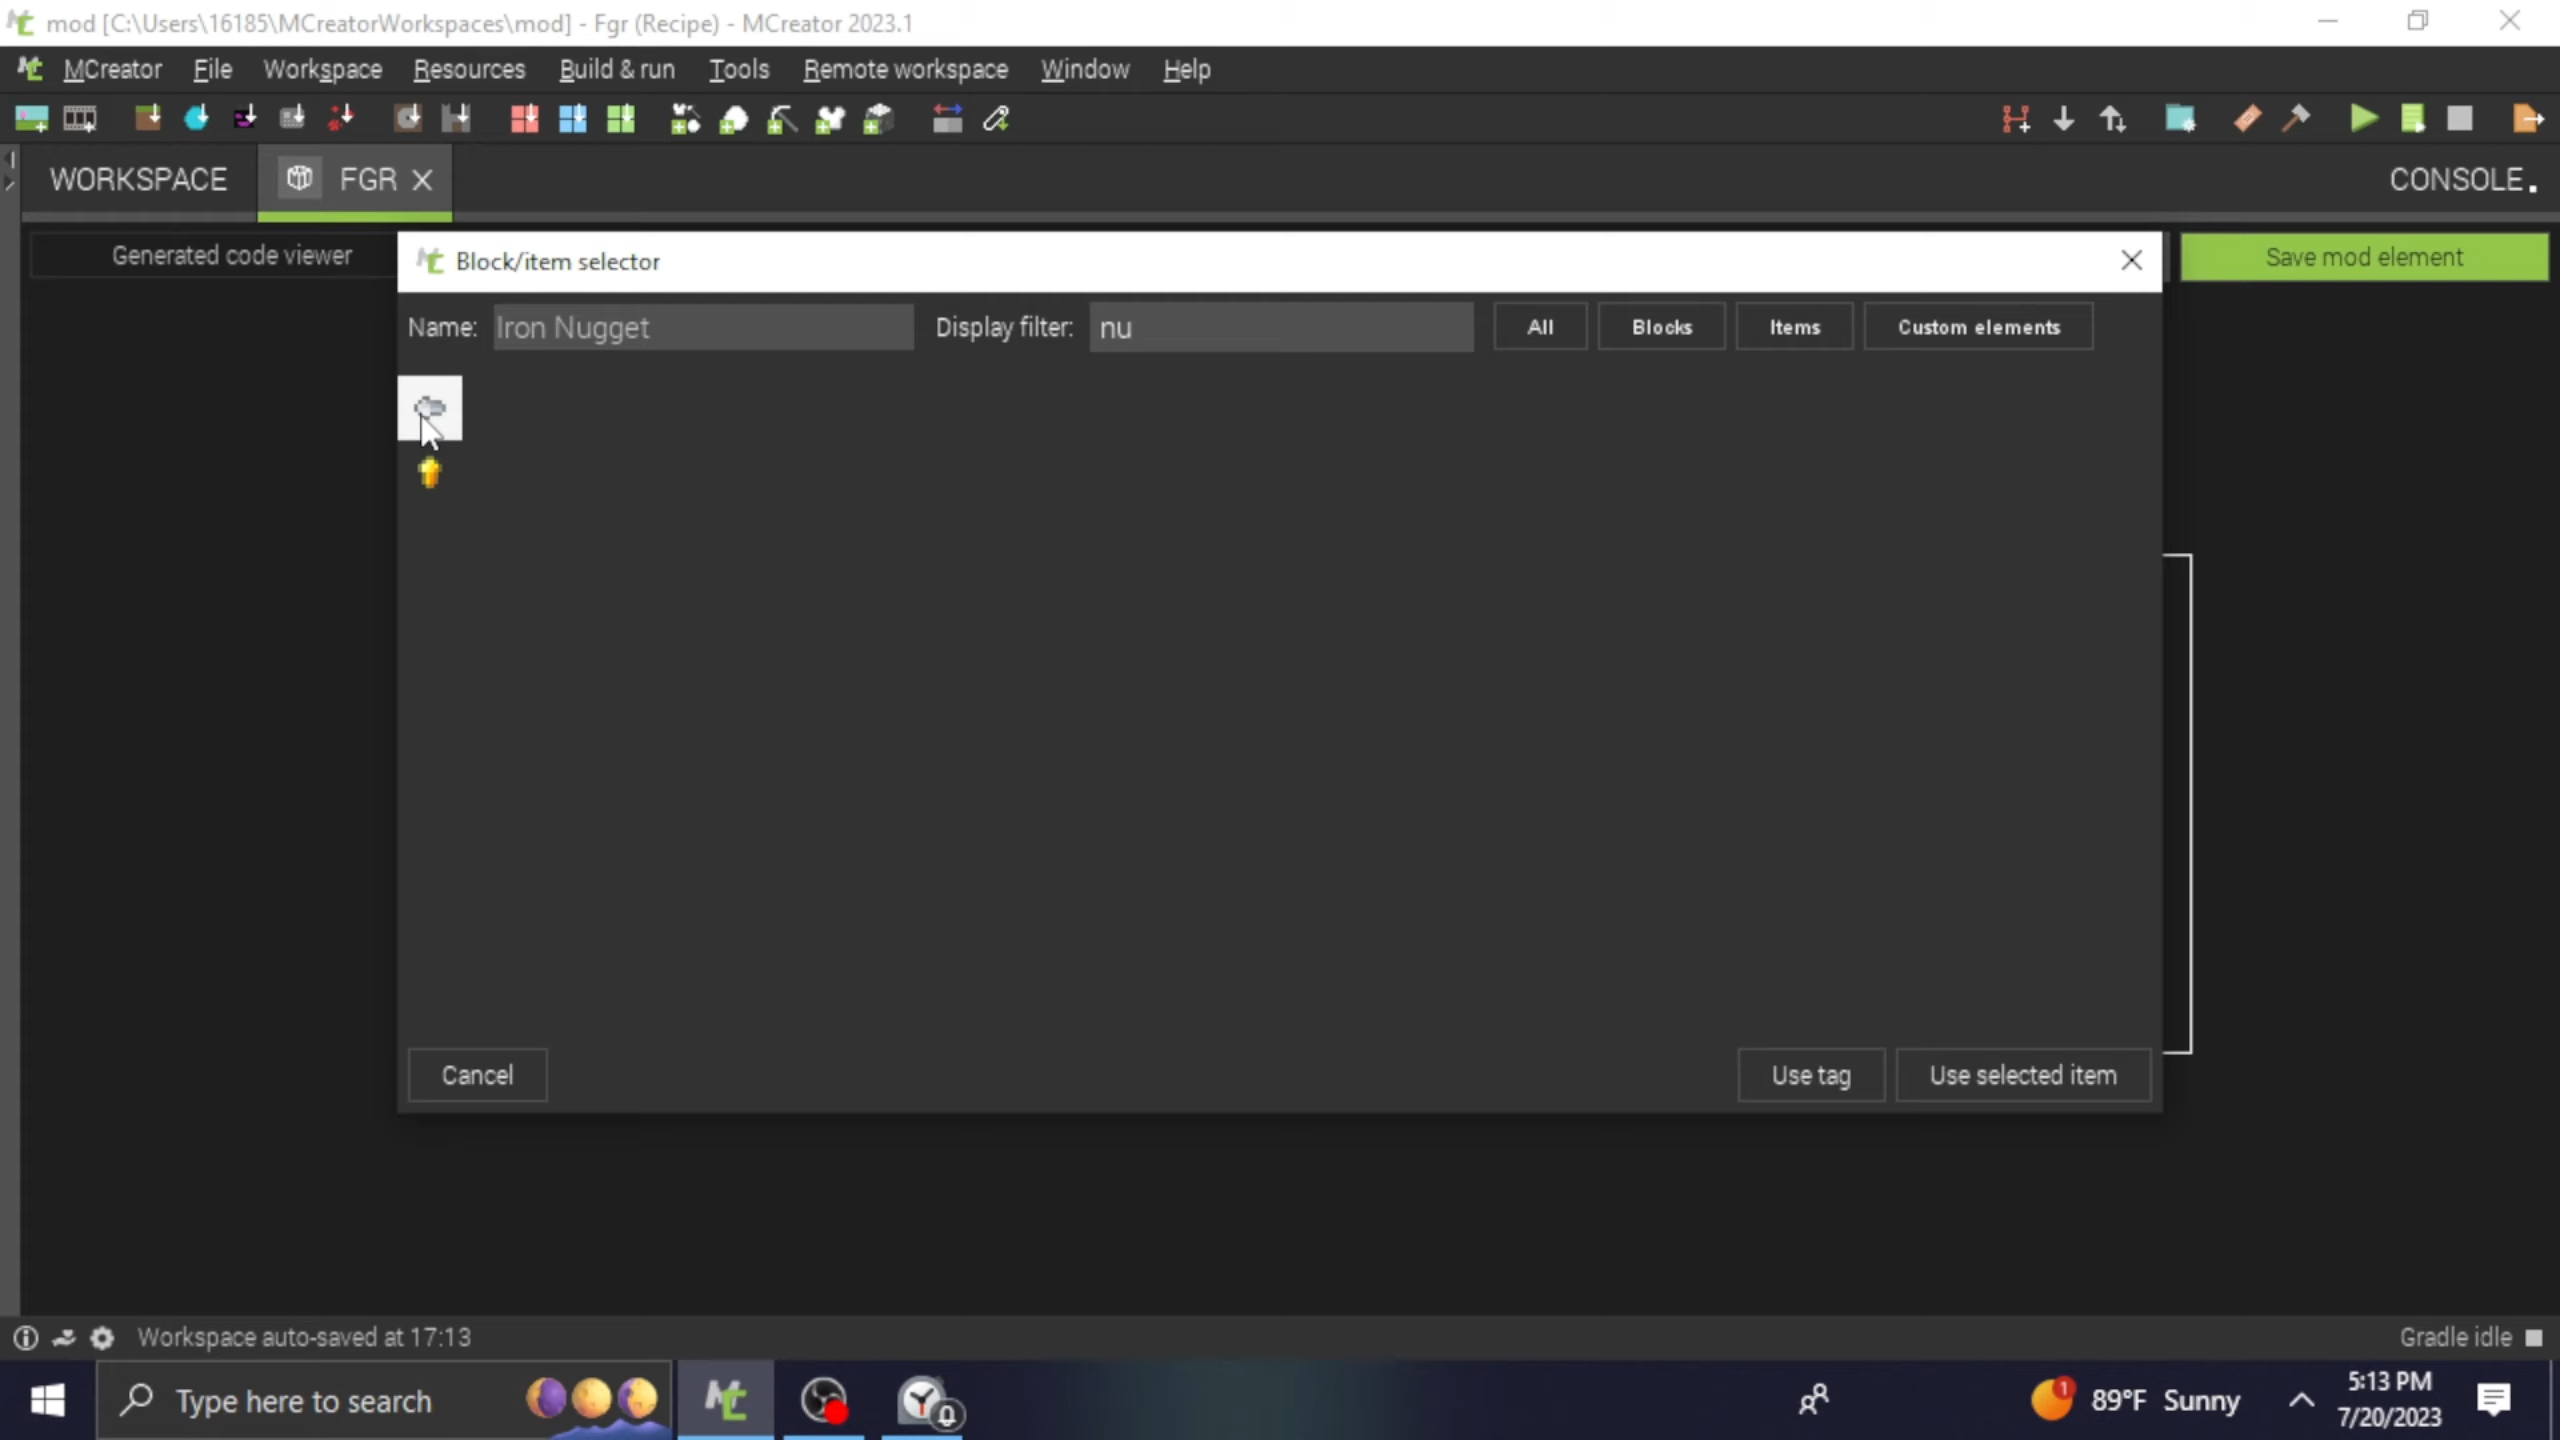 mod [C:\Users\16185\MCreatorWorkspaces\mod] - Fgr (Recipe) - MCreator 2023.1
MCreator File Workspace Resources Build & run Tools Remote workspace Window Help
WORKSPACE FGR CONSOLE
Generated code viewer Block/item selector Save mod element
Name: Iron Nugget Display filter: nu All Blocks Items Custom elements
Cancel Use tag Use selected item
Workspace auto-saved at 17:13 Gradle idle
Type here to search 1 89°F Sunny 5:13 PM
7/20/2023